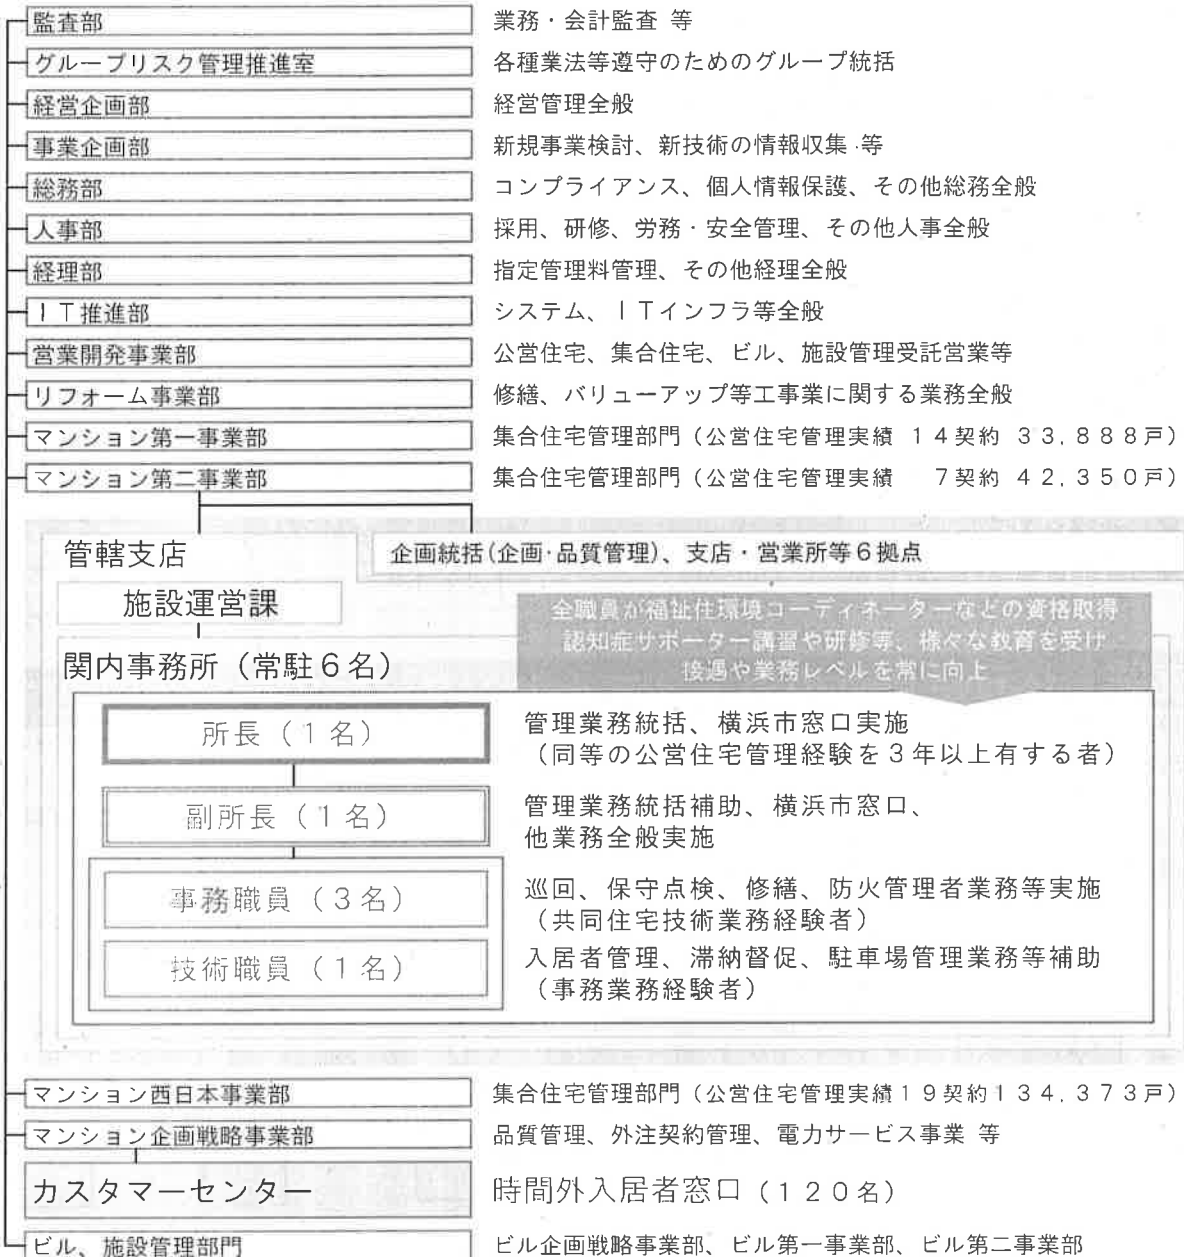 監査部 業務・会計監査 等
グループリスク管理推進室 各種業法等遵守のためのグループ統括
経営企画部 経営管理全般
事業企画部 新規事業検討、新技術の情報収集 等
総務部 コンプライアンス、個人情報保護、その他総務全般
人事部 採用、研修、労務・安全管理、その他人事全般
経理部 指定管理料管理、その他経理全般
IT推進部 システム、ITインフラ等全般
営業開発事業部 公営住宅、集合住宅、ビル、施設管理受託営業等
リフォーム事業部 修繕、バリューアップ等工事業に関する業務全般
マンション第一事業部 集合住宅管理部門(公営住宅管理実績 14契約 33,888戸)
マンション第二事業部 集合住宅管理部門(公営住宅管理実績 7契約 42,350戸)
管轄支店
企画統括(企画・品質管理)、支店・営業所等6拠点
施設運営課
全職員が福祉住環境コーディネーターなどの資格取得
認知症サポーター講習や研修等、様々な教育を受け
接遇や業務レベルを常に向上
関内事務所(常駐6名)
所長(1名)
管理業務統括、横浜市窓口実施
(同等の公営住宅管理経験を3年以上有する者)
副所長(1名)
管理業務統括補助、横浜市窓口、
他業務全般実施
事務職員(3名)
巡回、保守点検、修繕、防火管理者業務等実施
(共同住宅技術業務経験者)
技術職員(1名)
入居者管理、滞納督促、駐車場管理業務等補助
(事務業務経験者)
マンション西日本事業部 集合住宅管理部門(公営住宅管理実績19契約134,373戸)
マンション企画戦略事業部 品質管理、外注契約管理、電力サービス事業 等
カスタマーセンター 時間外入居者窓口(120名)
ビル、施設管理部門 ビル企画戦略事業部、ビル第一事業部、ビル第二事業部